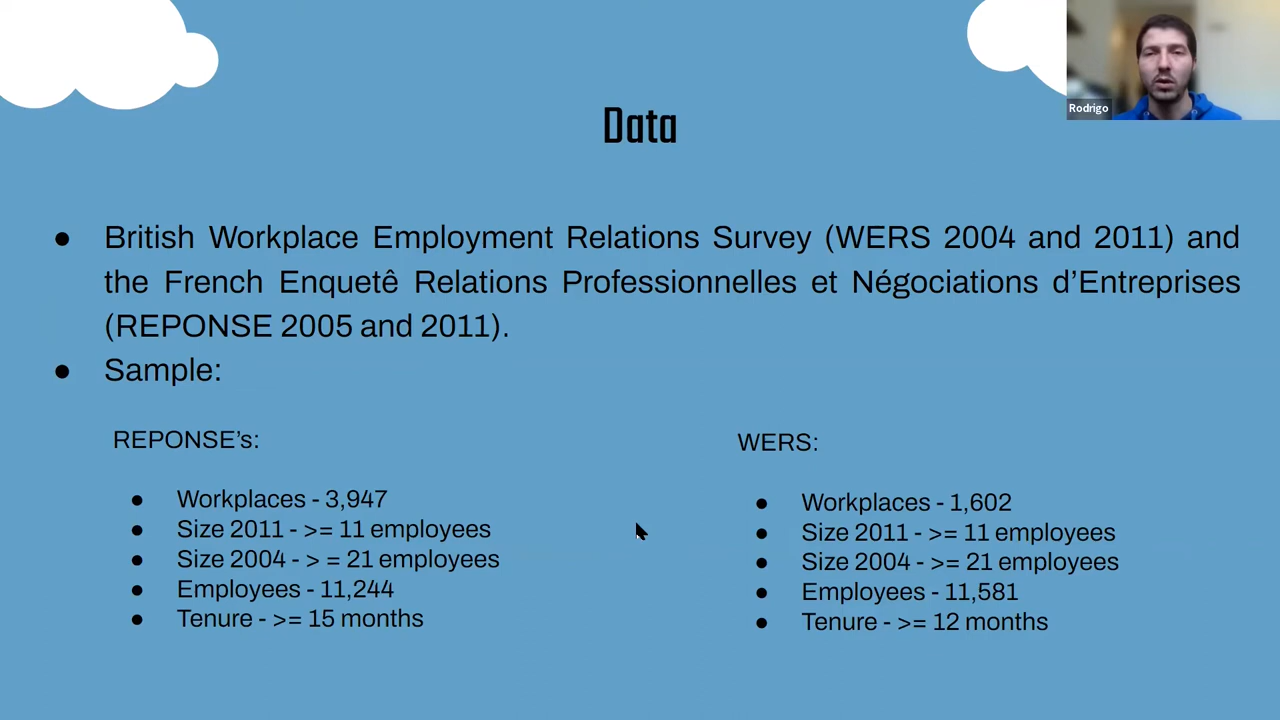 Rodrigo
Data
● British Workplace Employment Relations Survey (WERS 2004 and 2011) and
the French Enquetê Relations Professionnelles et Négociations d’Entreprises
(REPONSE 2005 and 2011).
● Sample:
REPONSE’s:
● Workplaces - 3,947
● Size 2011 - >= 11 employees
● Size 2004 - > = 21 employees
● Employees - 11,244
● Tenure - >= 15 months
WERS:
● Workplaces - 1,602
● Size 2011 - >= 11 employees
● Size 2004 - >= 21 employees
● Employees - 11,581
● Tenure - >= 12 months